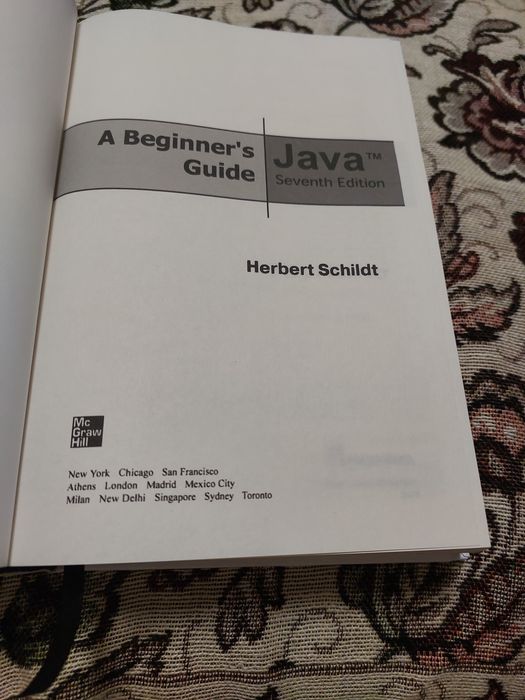 A Beginner's
Guide
Java™
Seventh Edition
Herbert Schildt
Mc
Graw
Hill
New York Chicago San Francisco
Athens London Madrid Mexico City
Milan New Delhi Singapore Sydney Toronto